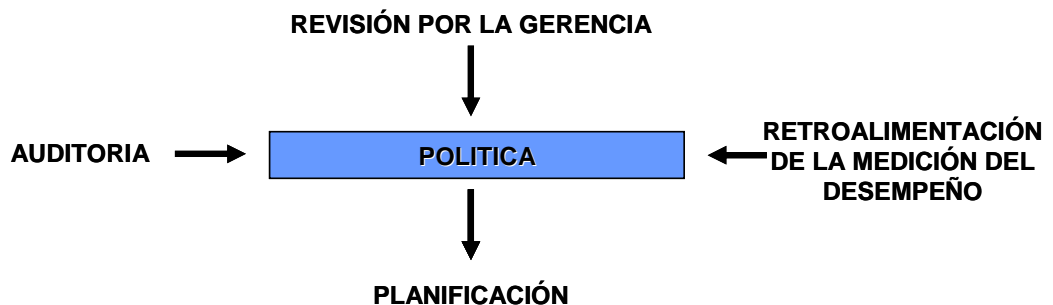 REVISIÓN POR LA GERENCIA
AUDITORIA
POLITICA
RETROALIMENTACIÓN
DE LA MEDICIÓN DEL
DESEMPEÑO
PLANIFICACIÓN